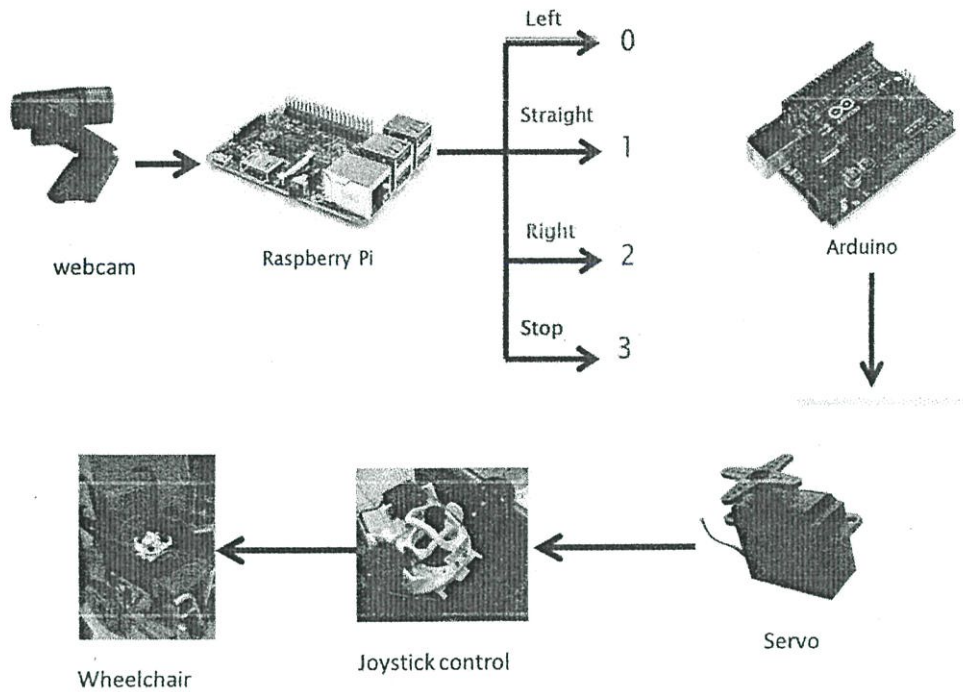 Left
0
Straight
1
Right
2
Stop
3
webcam
Raspberry Pi
Arduino
Wheelchair
Joystick control
Servo